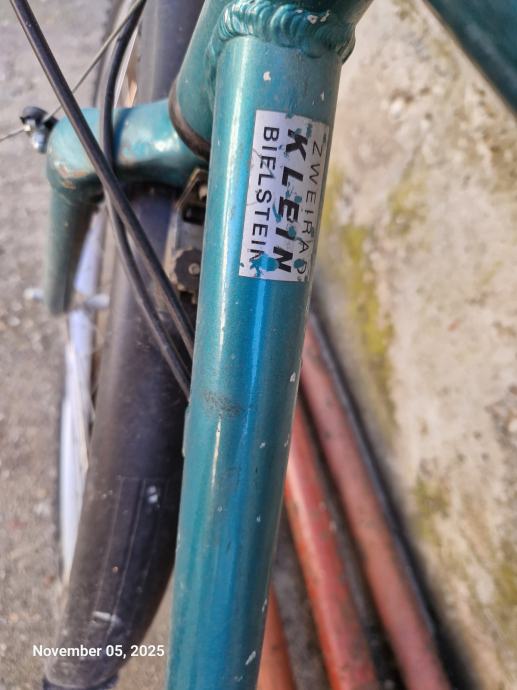 ZWEIRAD
KLEIN
BIELSTEIN
November 05, 2025